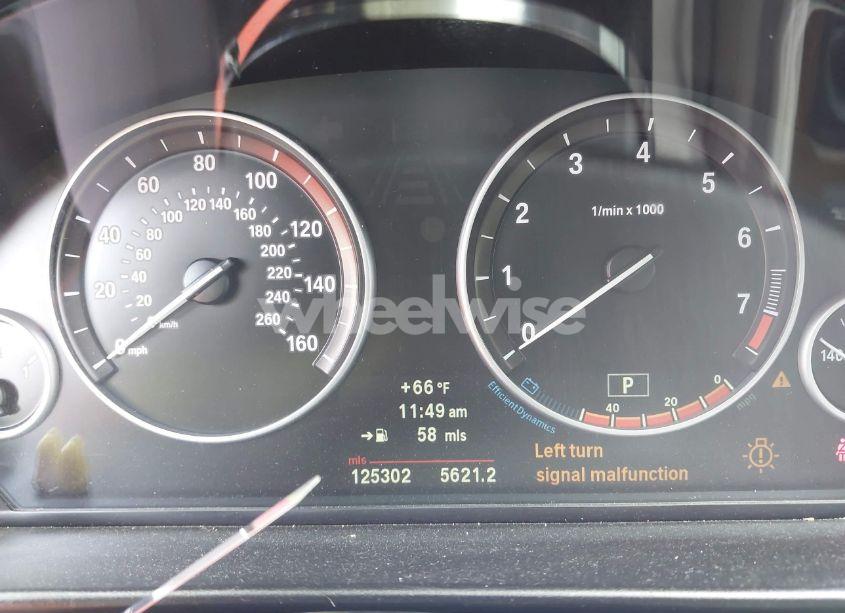 80
60
100
40
120
20
140
0 mph
160
120 140
100
160
80
180
60
200
40
220
20
240
km/h
260
4
3
5
2
1/min x 1000
6
1
7
0
wheelwise
P
EfficientDynamics
40
20
0
mpg
140
+66 °F
11:49 am
58 mls
mls
125302 5621.2
Left turn
signal malfunction